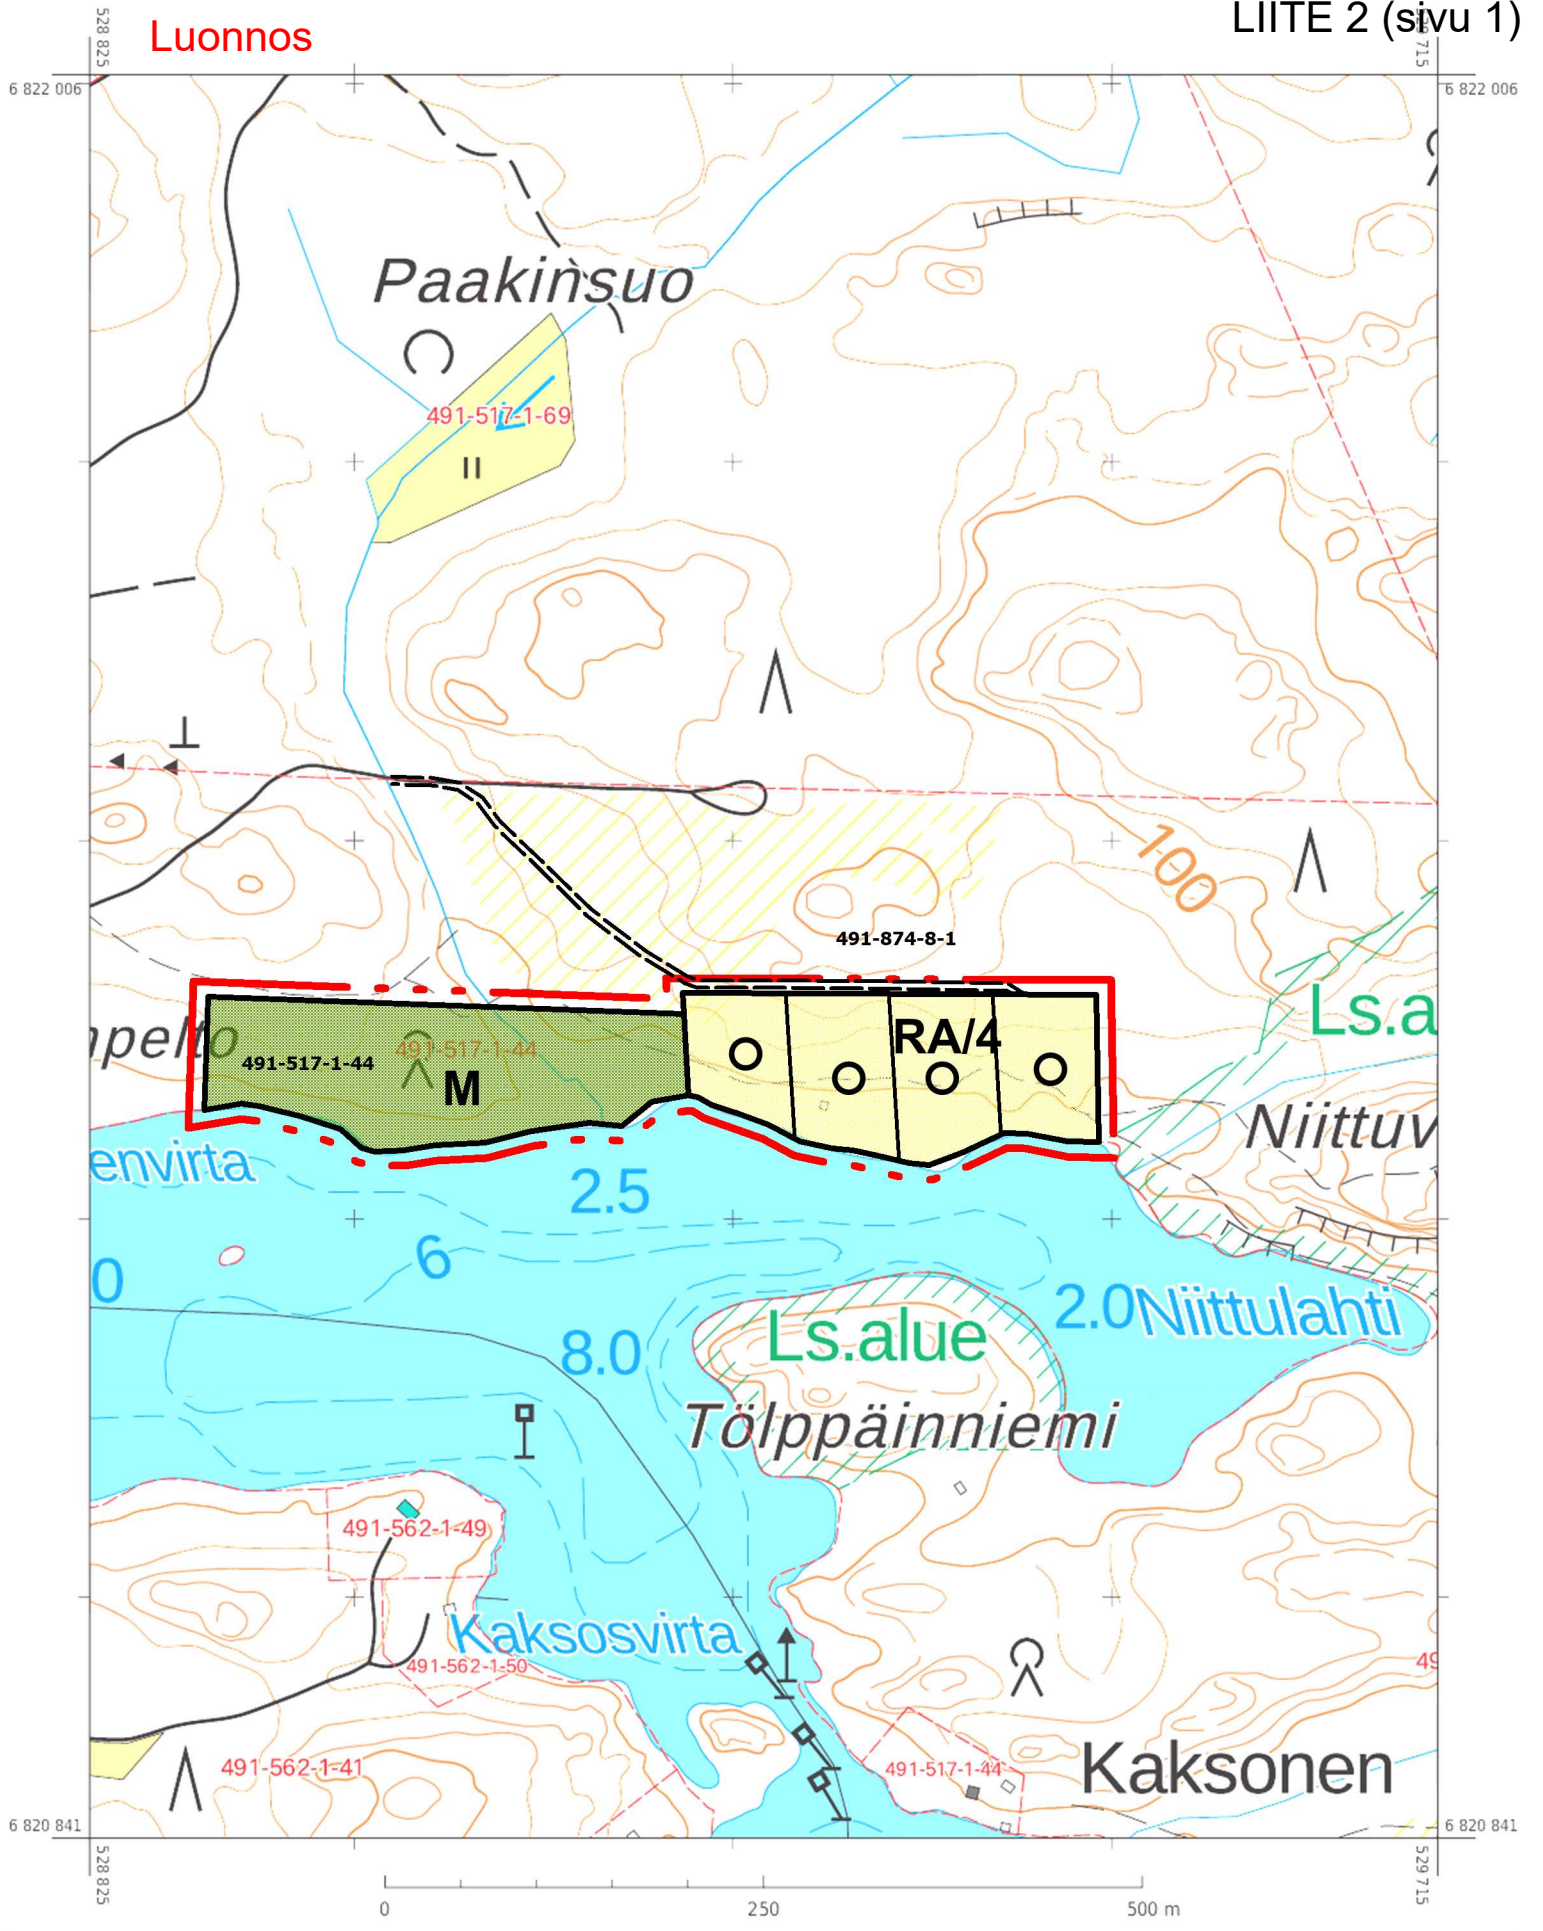 LIITE 2 (sivu 1)
Luonnos
528 825
529 715
6 822 006
6 822 006
Paakinsuo
491-517-1-69
100
491-874-8-1
Ls.a
npelto
491-517-1-44
491-517-1-44
M
RA/4
Niittuv
envirta
2.5
6
0
2.0
Niittulahti
8.0
Ls.alue
Tölppäinniemi
491-562-1-49
Kaksosvirta
491-562-1-50
49
491-562-1-41
491-517-1-44
Kaksonen
6 820 841
6 820 841
528 825
529 715
0
250
500 m